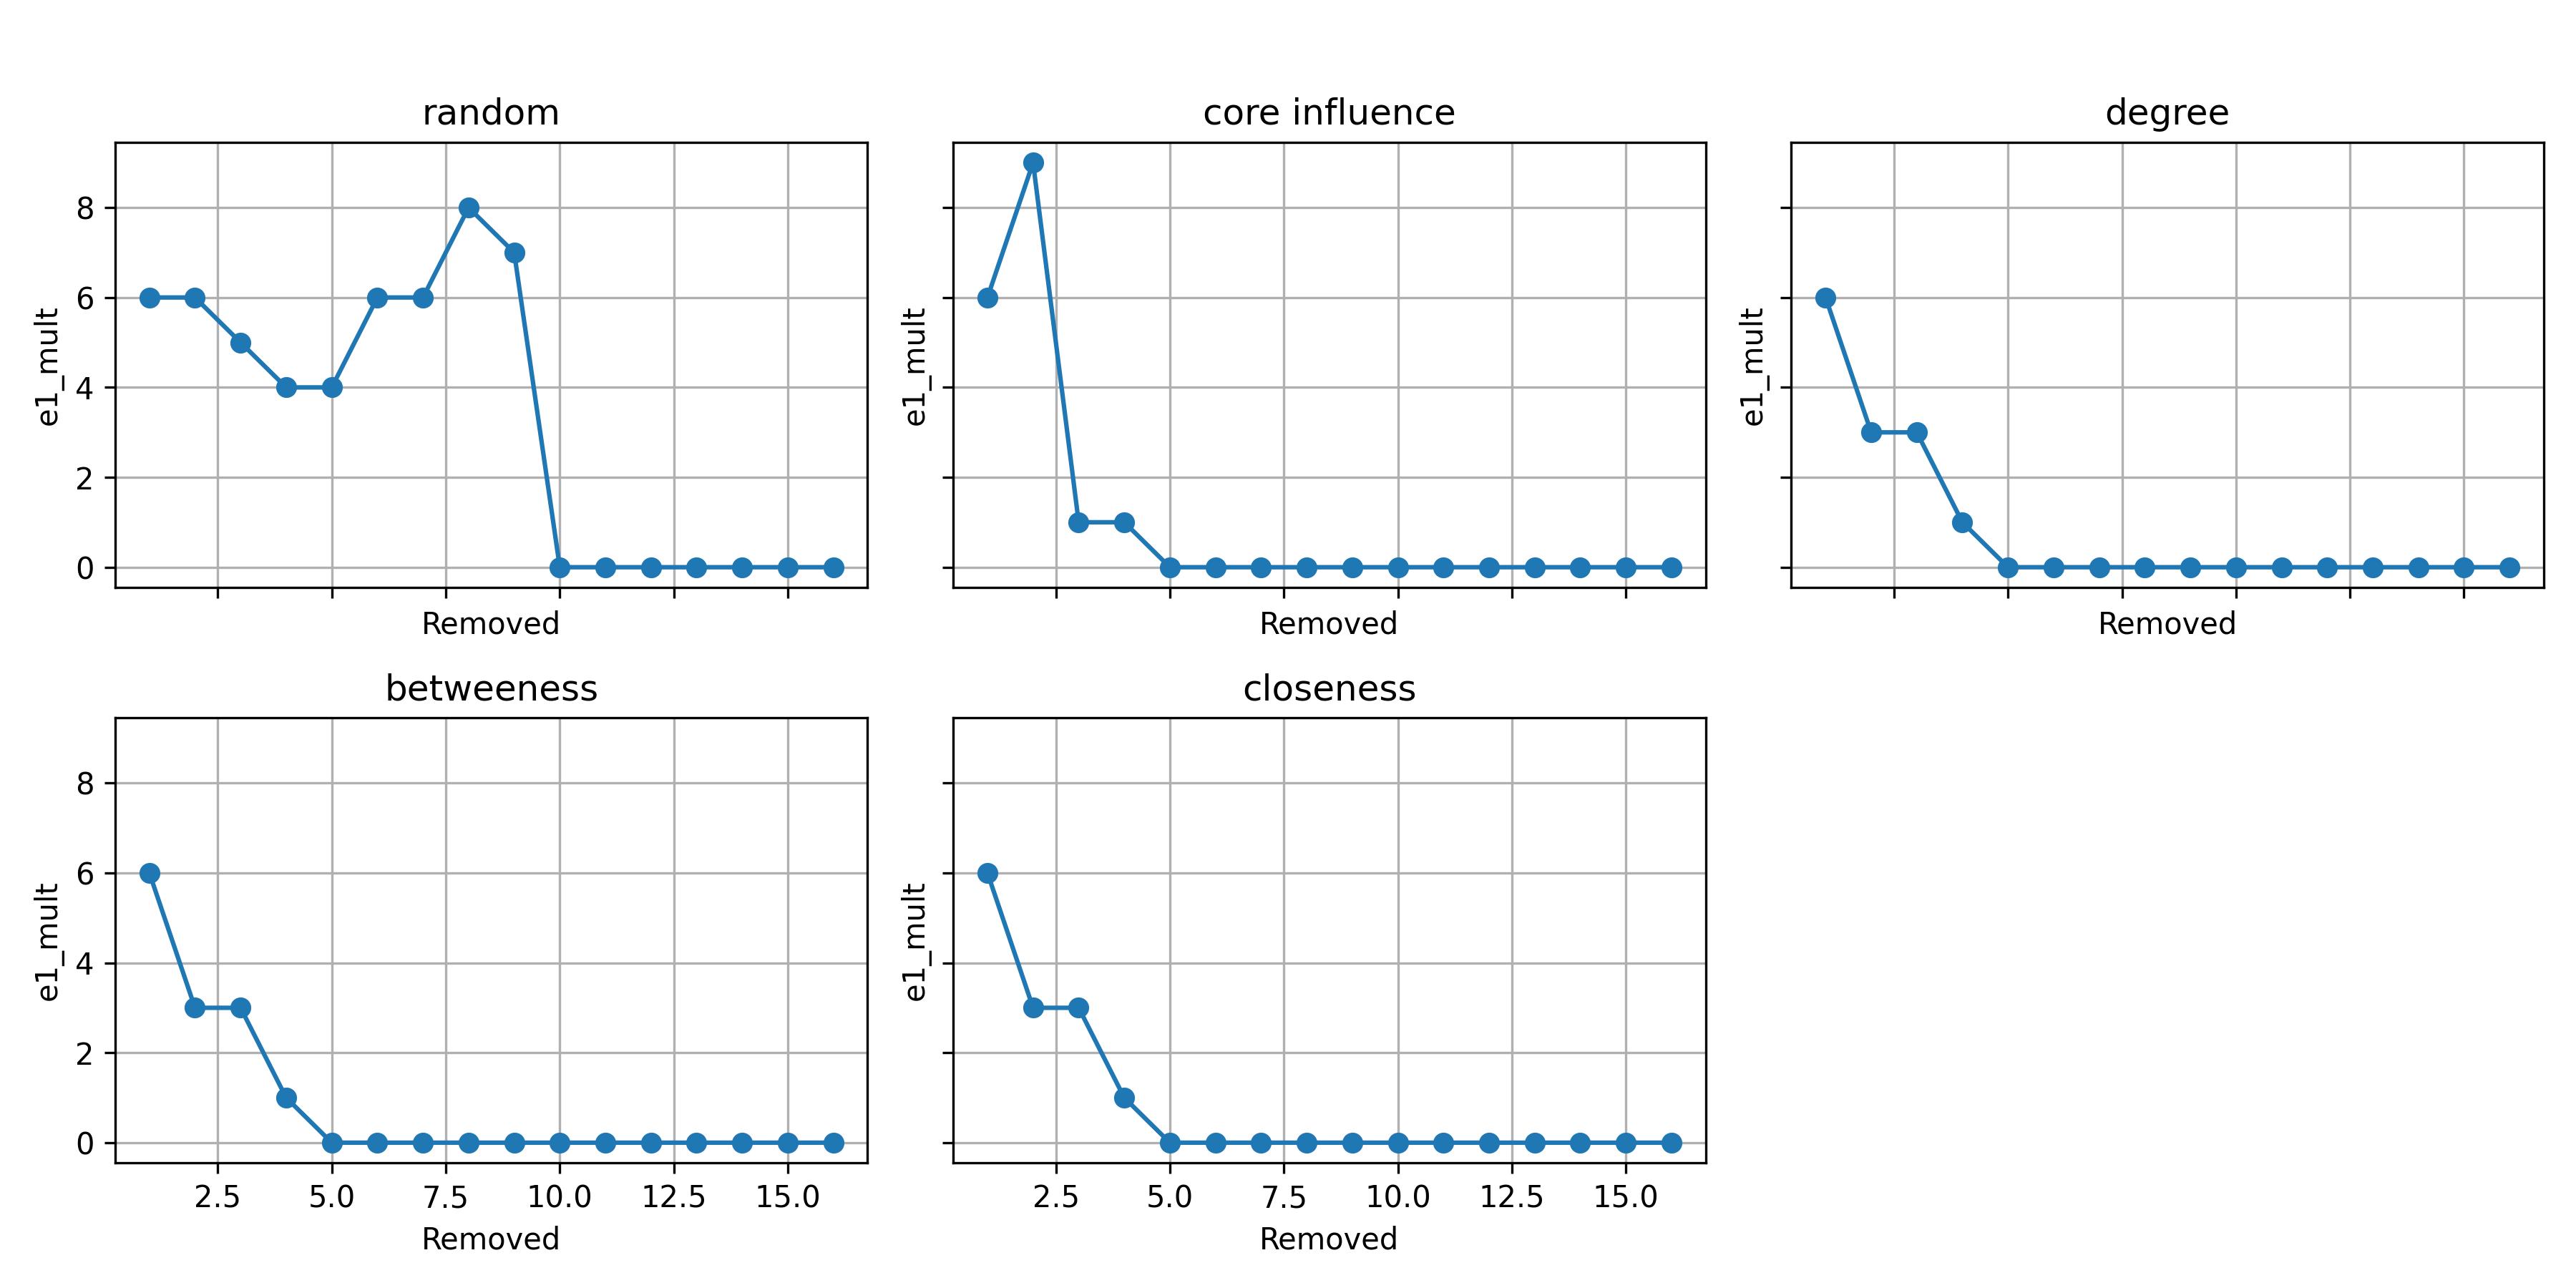 random
core influence
degree
e1_mult
8
6
4
2
0
Removed
e1_mult
Removed
e1_mult
Removed
betweeness
closeness
e1_mult
8
6
4
2
0
2.5 5.0 7.5 10.0 12.5 15.0
Removed
e1_mult
2.5 5.0 7.5 10.0 12.5 15.0
Removed